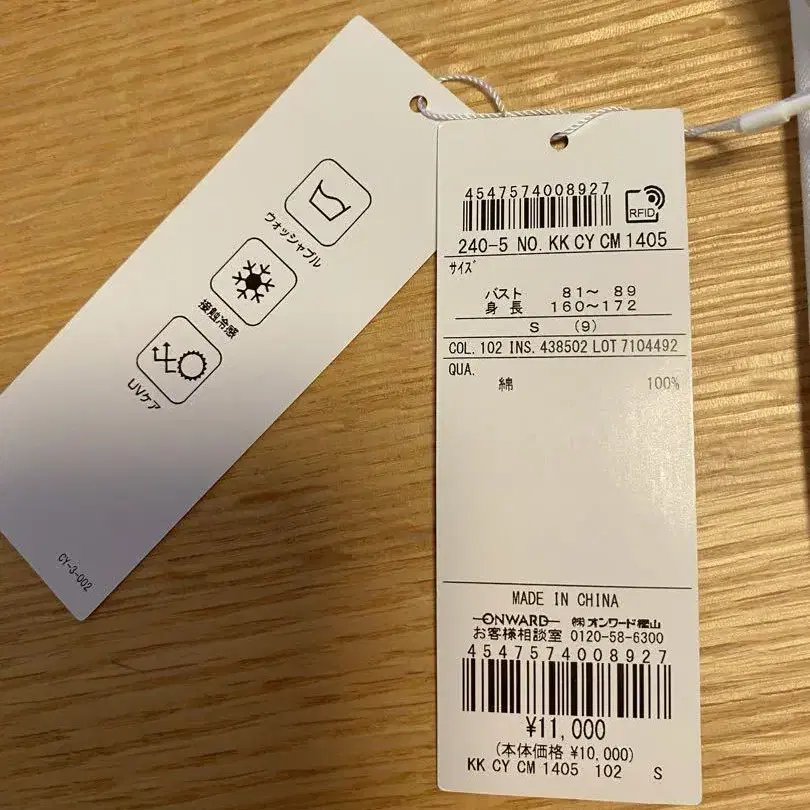 ウォッシャブル
接触冷感
UVケア
CY-3-002
4547574008927
RFID
240-5 NO. KK CY CM 1405
サイズ
バスト 81～ 89
身長 160～172
S (9)
COL. 102 INS. 438502 LOT 7104492
QUA.
綿 100%
MADE IN CHINA
ONWARD ㈱オンワード樫山
お客様相談室 0120-58-6300
4547574008927
¥11,000
(本体価格 ¥10,000)
KK CY CM 1405 102 S